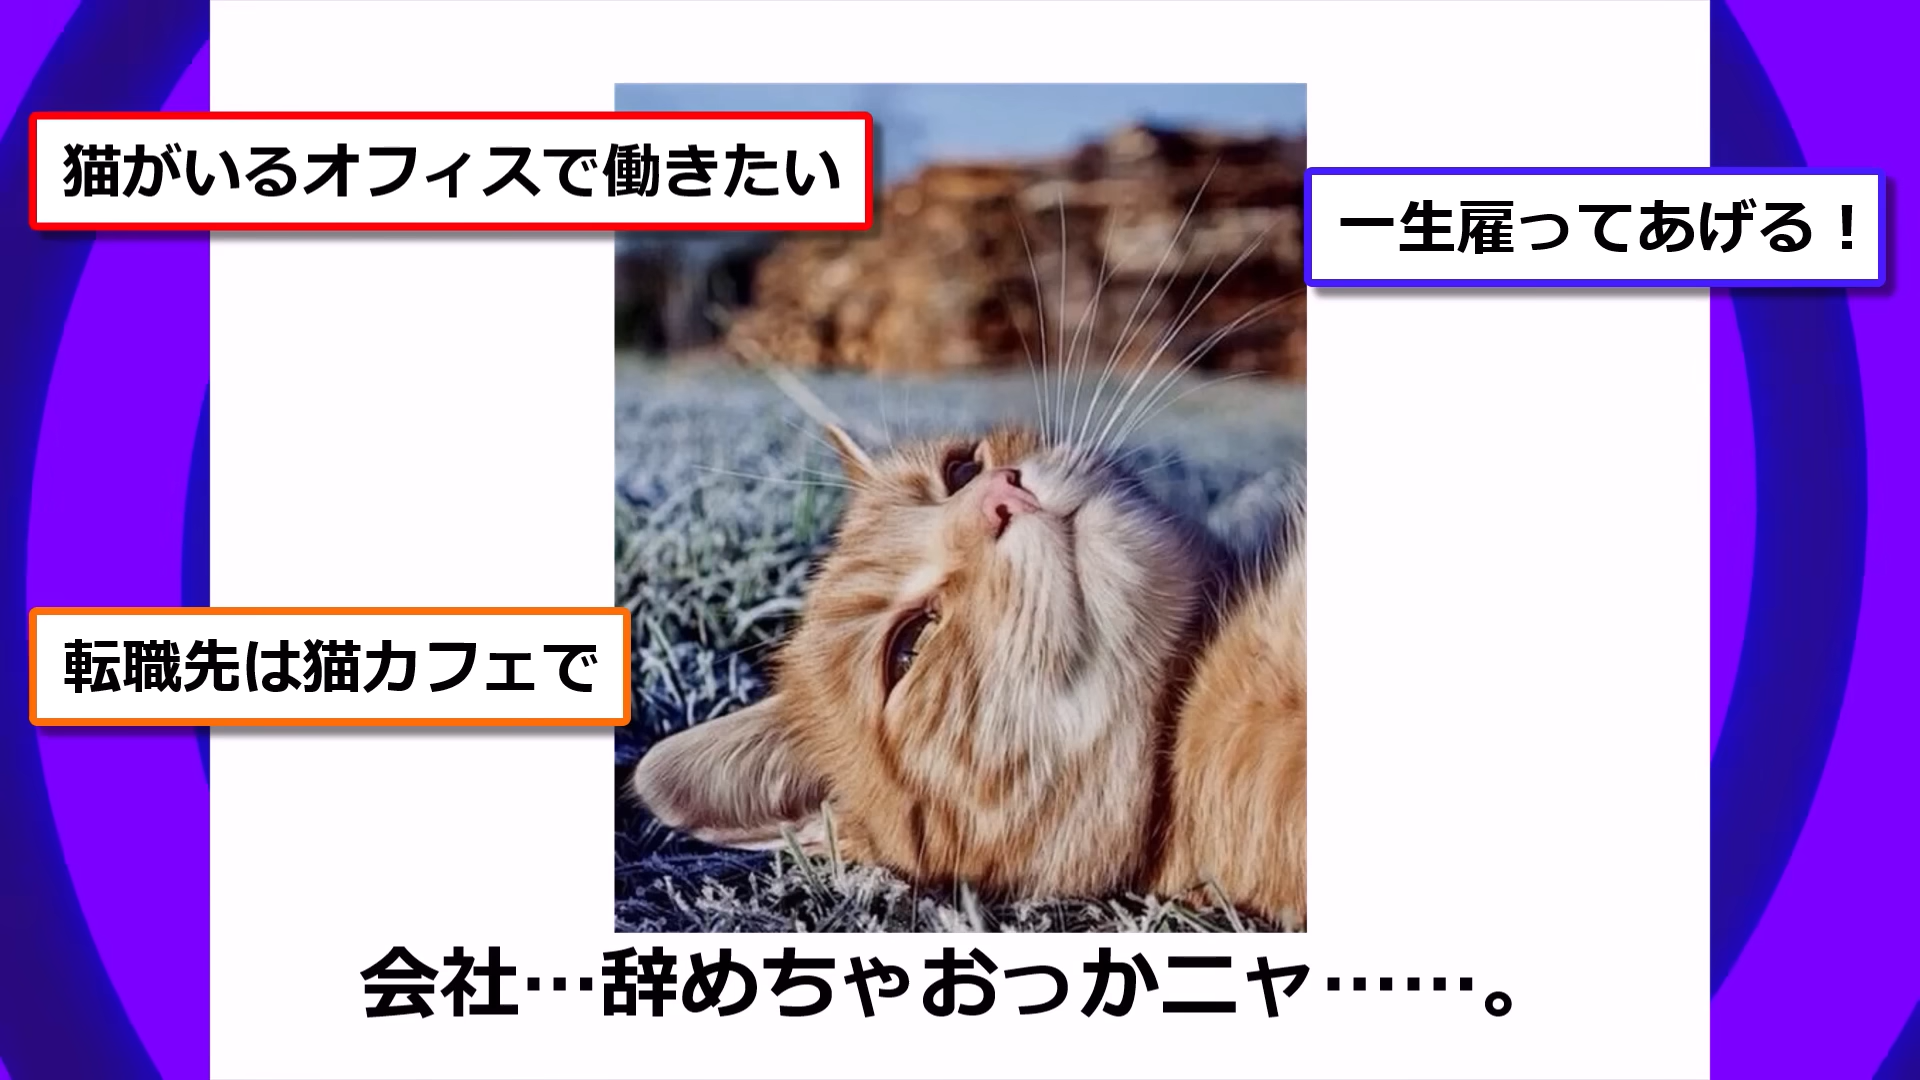 猫がいるオフィスで働きたい
一生雇ってあげる！
転職先は猫カフェで
会社…辞めちゃおっかニャ……。